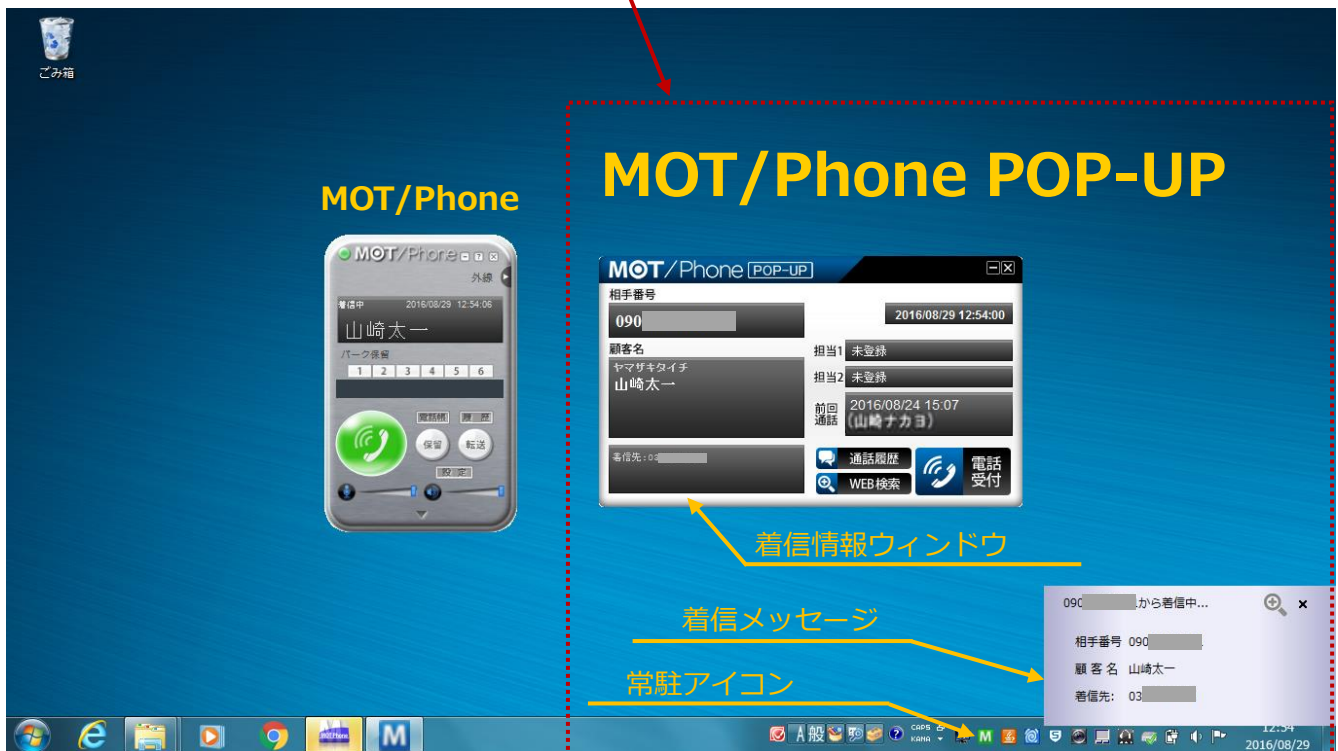 ごみ箱
MOT/Phone POP-UP
MOT/Phone
MOT/Phone
外線
着信中 2016/08/29 12:54:06
山崎太一
パーク保留
1 2 3 4 5 6
電話帳 履歴
保留 転送
設定
MOT/Phone POP-UP
相手番号
090
2016/08/29 12:54:00
顧客名
ヤマザキタイチ
山崎太一
担当1 未登録
担当2 未登録
前回通話 2016/08/24 15:07
(山崎ナカヨ)
着信先:03
通話履歴
WEB検索
電話受付
着信情報ウィンドウ
着信メッセージ
常駐アイコン
090 から着信中...
相手番号 090
顧客名 山崎太一
着信先: 03
A 般
CAPS
KANA
12:54
2016/08/29